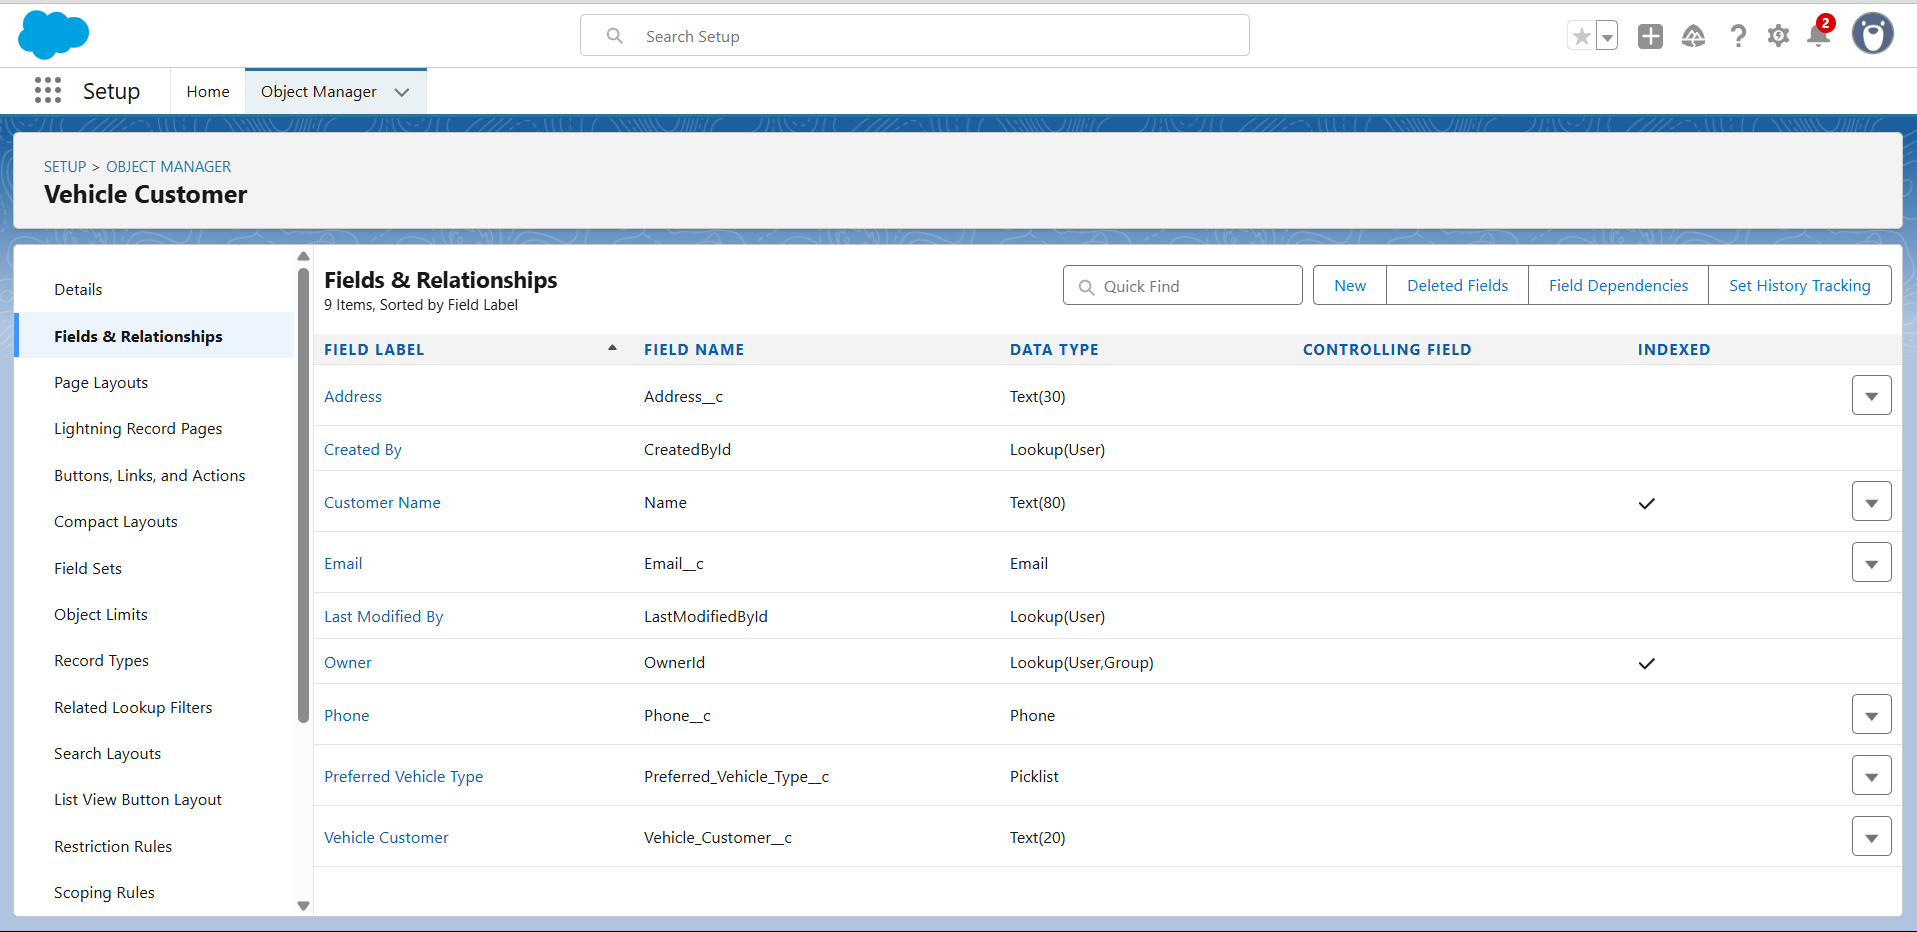 Search Setup
2
Setup
Home
Object Manager
SETUP > OBJECT MANAGER
Vehicle Customer
Details
Fields & Relationships
Page Layouts
Lightning Record Pages
Buttons, Links, and Actions
Compact Layouts
Field Sets
Object Limits
Record Types
Related Lookup Filters
Search Layouts
List View Button Layout
Restriction Rules
Scoping Rules
Fields & Relationships
9 Items, Sorted by Field Label
Quick Find
New
Deleted Fields
Field Dependencies
Set History Tracking
FIELD LABEL FIELD NAME DATA TYPE CONTROLLING FIELD INDEXED
Address Address__c Text(30)
Created By CreatedById Lookup(User)
Customer Name Name Text(80)
Email Email__c Email
Last Modified By LastModifiedById Lookup(User)
Owner OwnerId Lookup(User,Group)
Phone Phone__c Phone
Preferred Vehicle Type Preferred_Vehicle_Type__c Picklist
Vehicle Customer Vehicle_Customer__c Text(20)